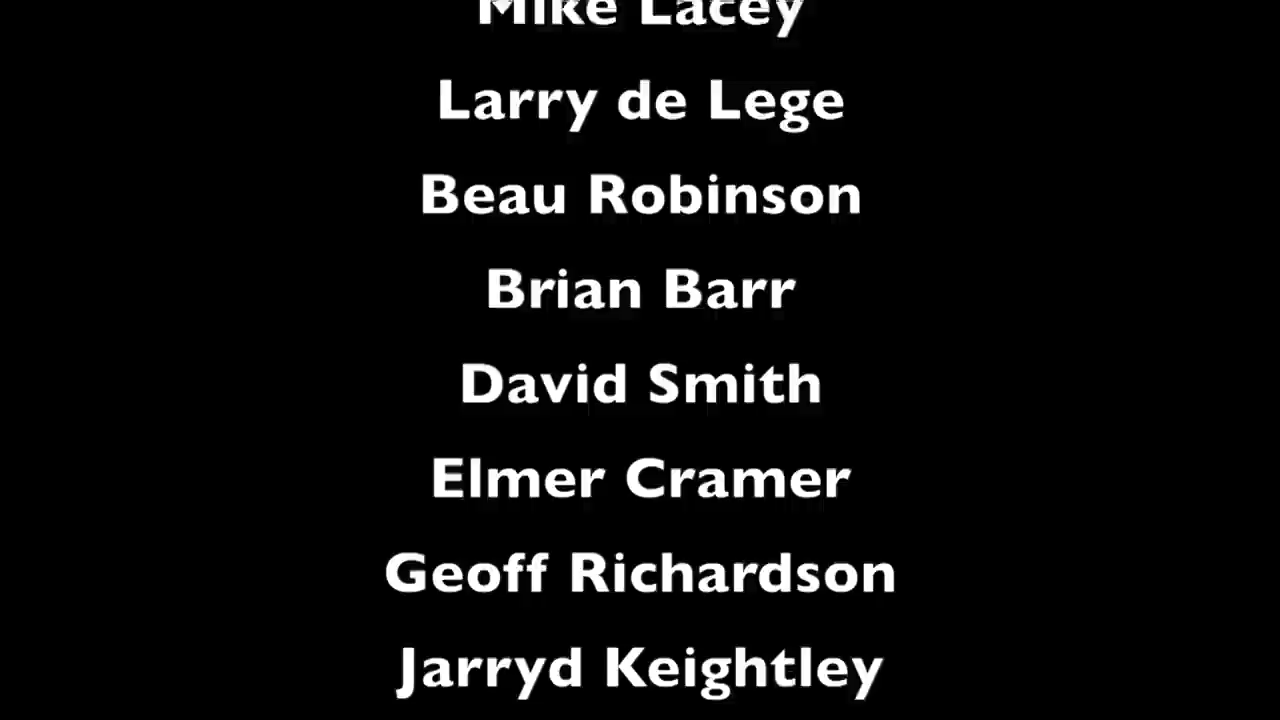 Mike Lacey
Larry de Lege
Beau Robinson
Brian Barr
David Smith
Elmer Cramer
Geoff Richardson
Jarryd Keightley